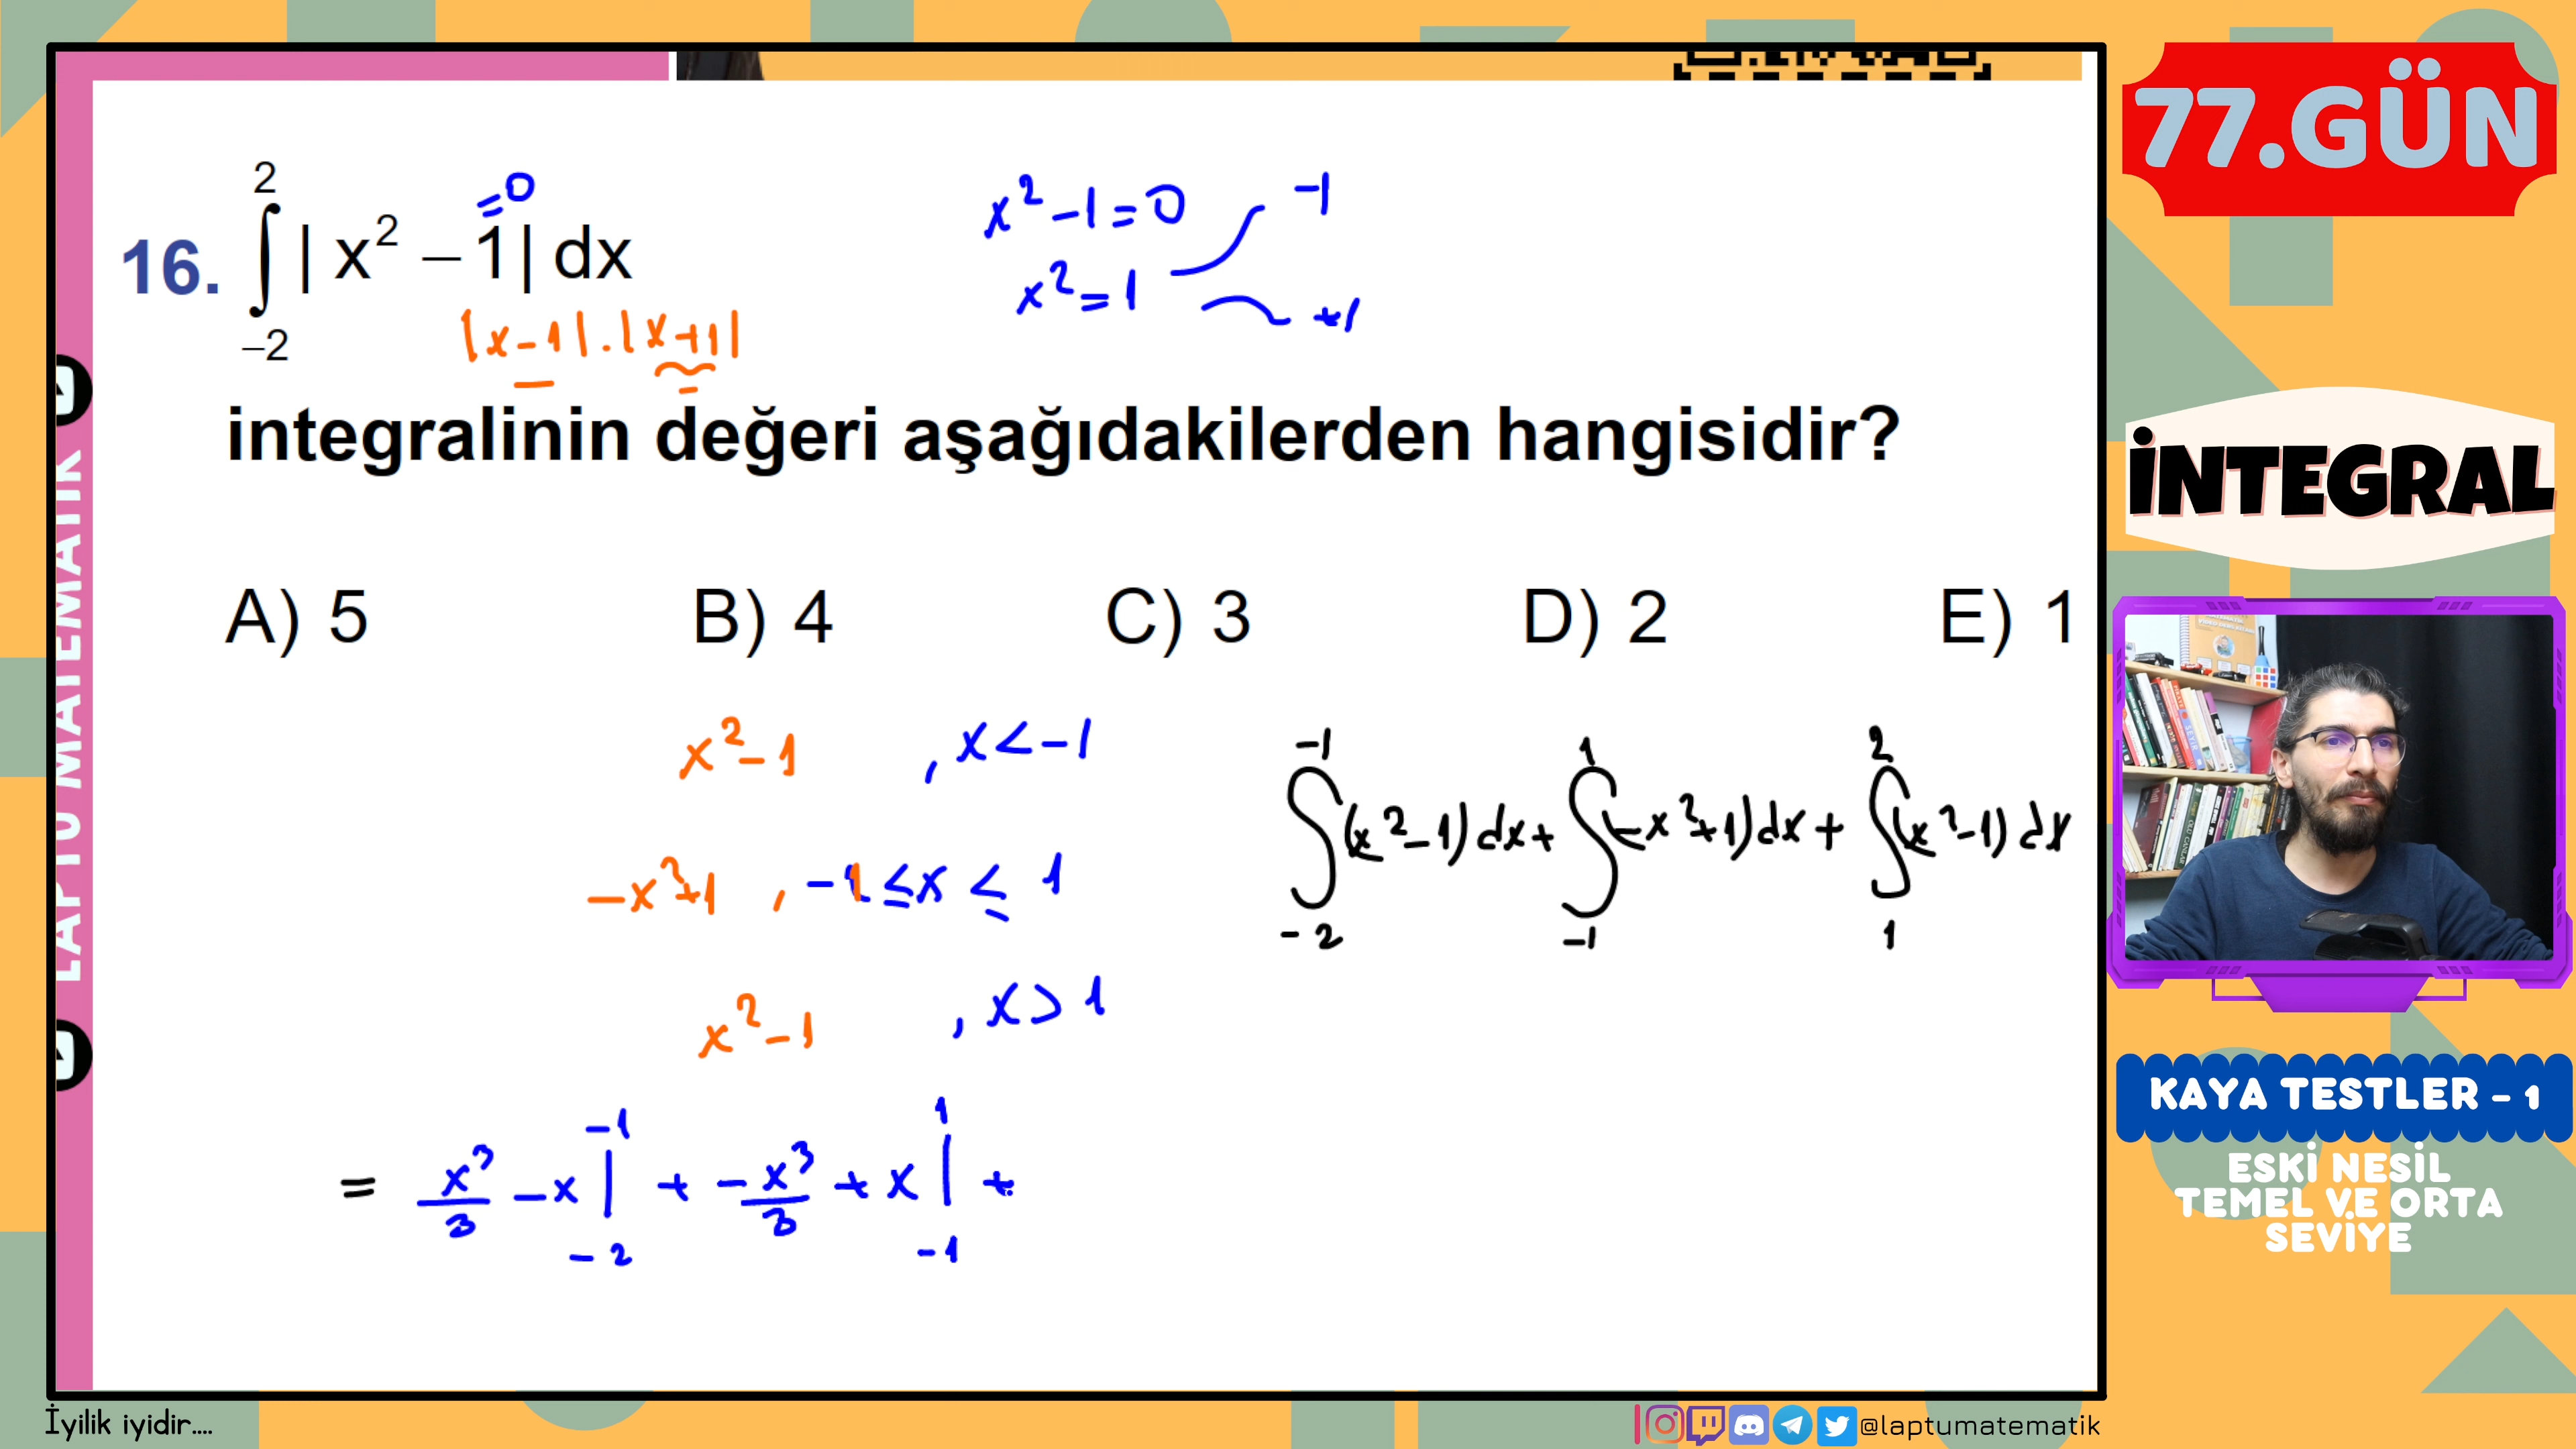 77.GÜN
16. ∫₋₂² | x² – 1| dx
=0
|x-1|.|x+1|
x²-1=0
x²=1
-1
+1
integralinin değeri aşağıdakilerden hangisidir?
A) 5 B) 4 C) 3 D) 2 E) 1
x²-1 , x<-1
-x²+1 , -1≤x≤1
x²-1 , x>1
∫₋₂⁻¹(x²-1)dx+∫₋₁¹(-x²+1)dx+∫₁²(x²-1)dx
= x³/3 -x |₋₂⁻¹ + -x³/3 +x |₋₁¹ +
LAPTU MATEMATİK
İNTEGRAL
KAYA TESTLER – 1
ESKİ NESİL
TEMEL VE ORTA
SEVİYE
İyilik iyidir....
@laptumatematik